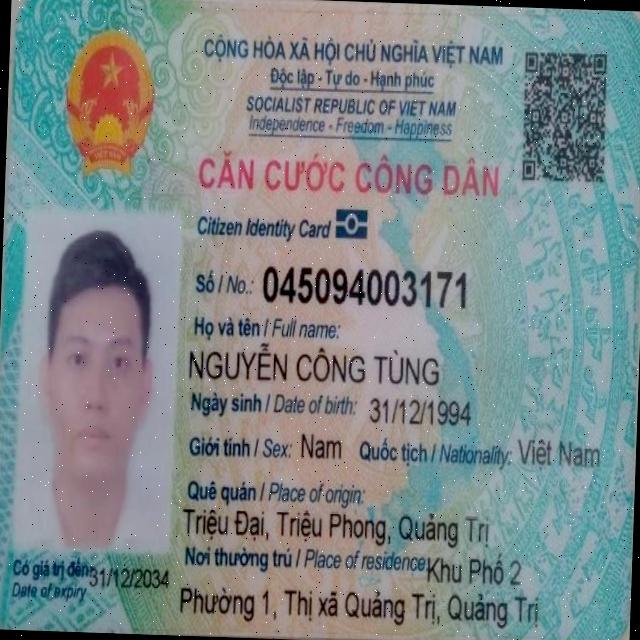 CỘNG HÒA XÃ HỘI CHỦ NGHĨA VIỆT NAM
Độc lập - Tự do - Hạnh phúc
SOCIALIST REPUBLIC OF VIET NAM
Independence - Freedom - Happiness
CĂN CƯỚC CÔNG DÂN
Citizen Identity Card
Số / No.: 045094003171
Họ và tên / Full name:
NGUYỄN CÔNG TÙNG
Ngày sinh / Date of birth: 31/12/1994
Giới tính / Sex: Nam Quốc tịch / Nationality: Việt Nam
Quê quán / Place of origin:
Triệu Đại, Triệu Phong, Quảng Trị
Nơi thường trú / Place of residence: Khu Phố 2
Phường 1, Thị xã Quảng Trị, Quảng Trị
Có giá trị đến: 31/12/2034
Date of expiry